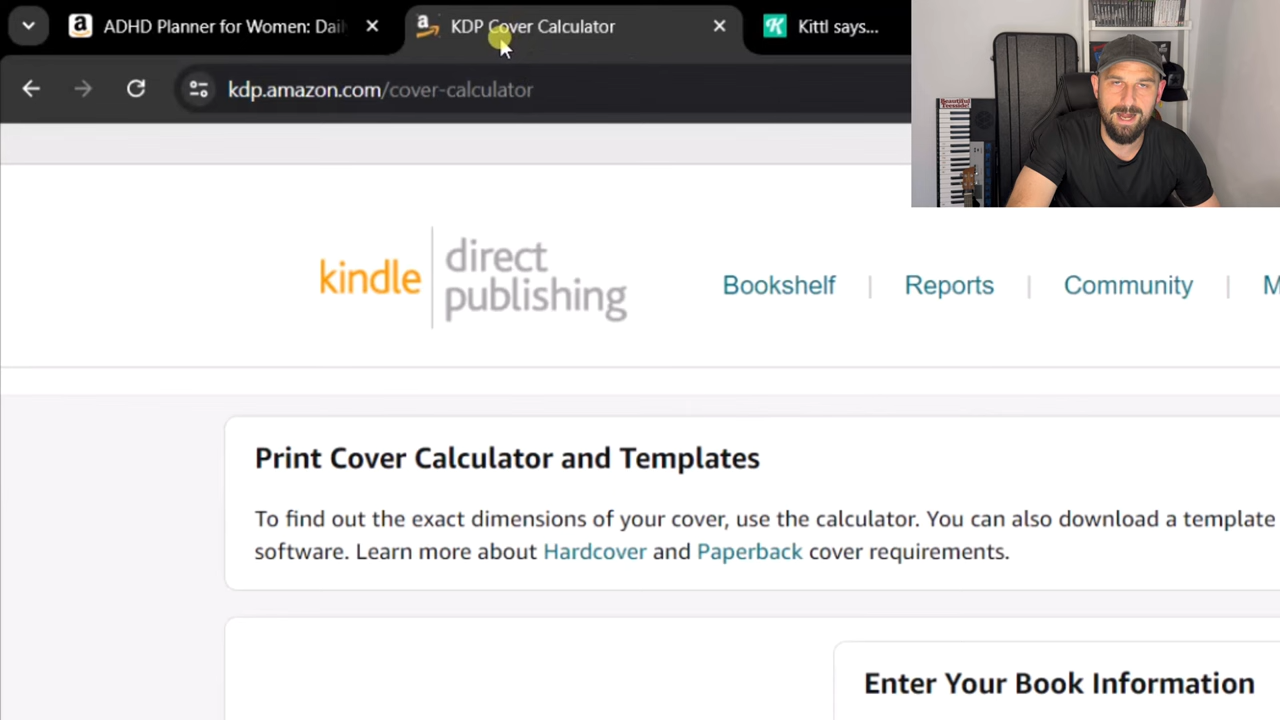 ADHD Planner for Women: Dail
KDP Cover Calculator
Kittl says...
kdp.amazon.com/cover-calculator
kindle direct publishing
Bookshelf | Reports | Community | M
Print Cover Calculator and Templates
To find out the exact dimensions of your cover, use the calculator. You can also download a template
software. Learn more about Hardcover and Paperback cover requirements.
Enter Your Book Information